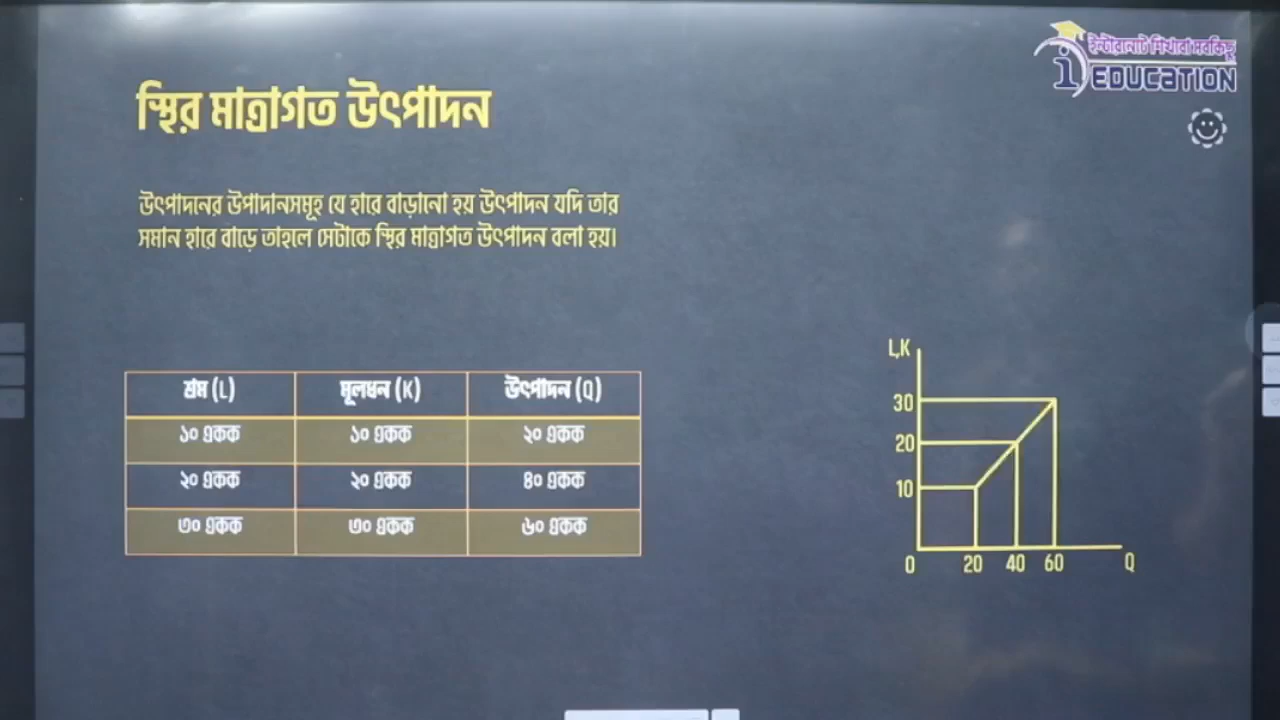 ইন্টারনেট শিখাবে সবকিছু
iEDUCATION
স্থির মাত্রাগত উৎপাদন
উৎপাদনের উপাদানসমূহ যে হারে বাড়ানো হয় উৎপাদন যদি তার
সমান হারে বাড়ে তাহলে সেটাকে স্থির মাত্রাগত উৎপাদন বলা হয়।
শ্রম (L) মূলধন (K) উৎপাদন (Q)
১০ একক ১০ একক ২০ একক
২০ একক ২০ একক ৪০ একক
৩০ একক ৩০ একক ৬০ একক
L,K
30
20
10
0 20 40 60 Q